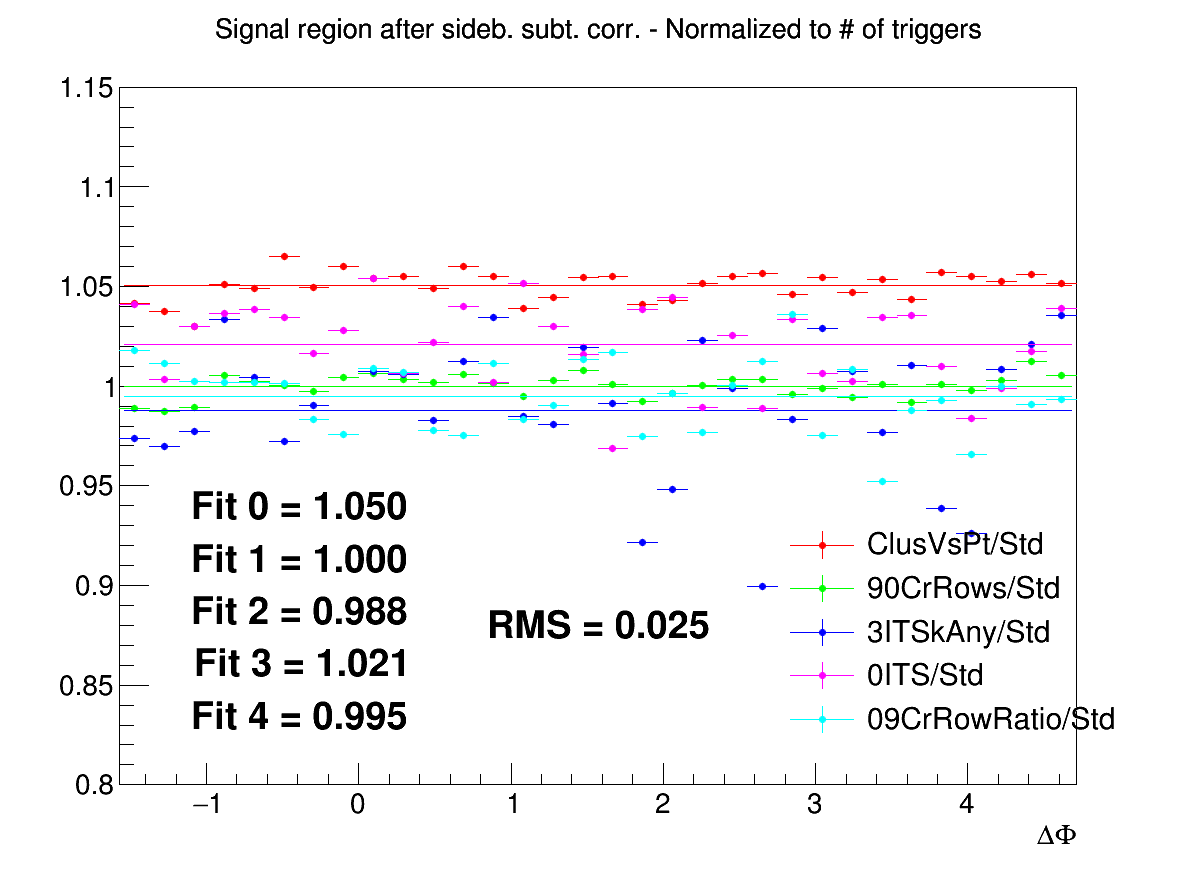 Signal region after sideb. subt. corr. - Normalized to # of triggers
1.15
1.1
1.05
1
0.95
0.9
0.85
0.8
Fit 0 = 1.050
Fit 1 = 1.000
Fit 2 = 0.988
Fit 3 = 1.021
Fit 4 = 0.995
RMS = 0.025
ClusVsPt/Std
90CrRows/Std
3ITSkAny/Std
0ITS/Std
09CrRowRatio/Std
−1 0 1 2 3 4
ΔΦ